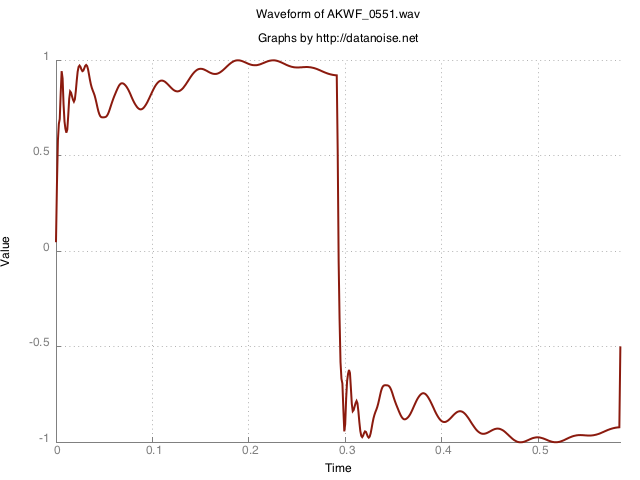 Waveform of AKWF_0551.wav
Graphs by http://datanoise.net
1
0.5
0
-0.5
-1
Value
0 0.1 0.2 0.3 0.4 0.5
Time